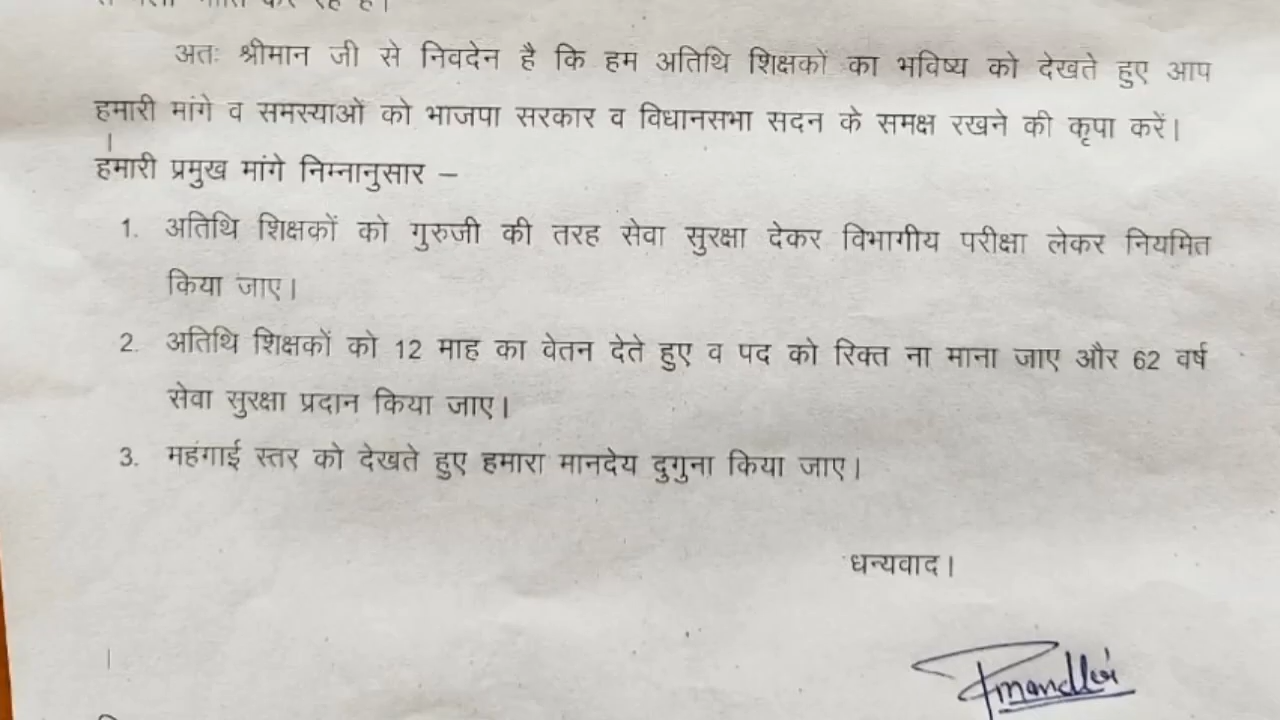 अतः श्रीमान जी से निवदेन है कि हम अतिथि शिक्षकों का भविष्य को देखते हुए आप
हमारी मांगे व समस्याओं को भाजपा सरकार व विधानसभा सदन के समक्ष रखने की कृपा करें।
हमारी प्रमुख मांगे निम्नानुसार –
1. अतिथि शिक्षकों को गुरुजी की तरह सेवा सुरक्षा देकर विभागीय परीक्षा लेकर नियमित
किया जाए।
2. अतिथि शिक्षकों को 12 माह का वेतन देते हुए व पद को रिक्त ना माना जाए और 62 वर्ष
सेवा सुरक्षा प्रदान किया जाए।
3. महंगाई स्तर को देखते हुए हमारा मानदेय दुगुना किया जाए।
धन्यवाद।